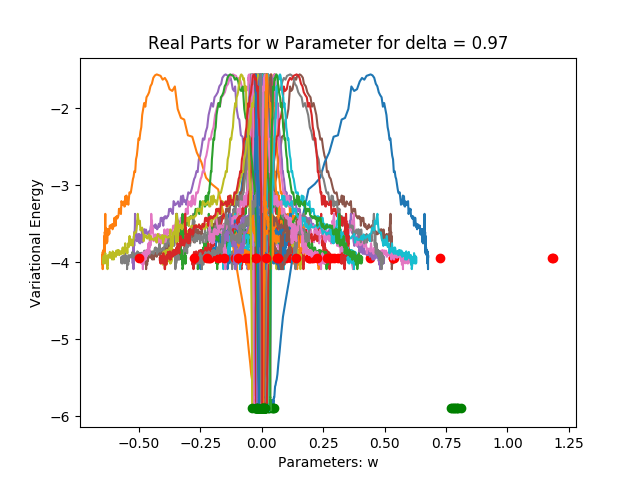 Real Parts for w Parameter for delta = 0.97
Variational Energy
−2
−3
−4
−5
−6
−0.50 −0.25 0.00 0.25 0.50 0.75 1.00 1.25
Parameters: w